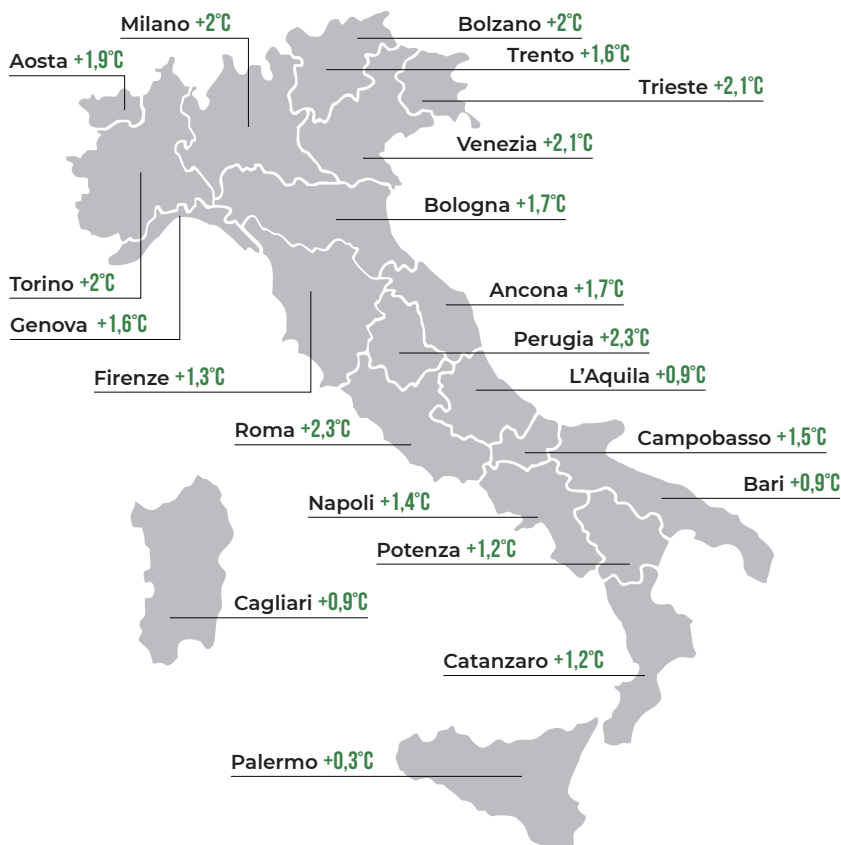 Milano +2°C
Bolzano +2°C
Aosta +1,9°C
Trento +1,6°C
Trieste +2,1°C
Venezia +2,1°C
Bologna +1,7°C
Torino +2°C
Ancona +1,7°C
Genova +1,6°C
Perugia +2,3°C
Firenze +1,3°C
L’Aquila +0,9°C
Roma +2,3°C
Campobasso +1,5°C
Bari +0,9°C
Napoli +1,4°C
Potenza +1,2°C
Cagliari +0,9°C
Catanzaro +1,2°C
Palermo +0,3°C